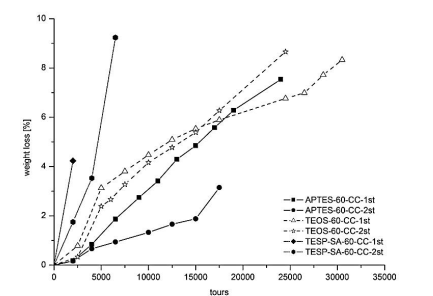 10
8
6
4
2
0
weight loss [%]
APTES-60-CC-1st
APTES-60-CC-2st
TEOS-60-CC-1st
TEOS-60-CC-2st
TESP-SA-60-CC-1st
TESP-SA-60-CC-2st
0 5000 10000 15000 20000 25000 30000 35000
tours